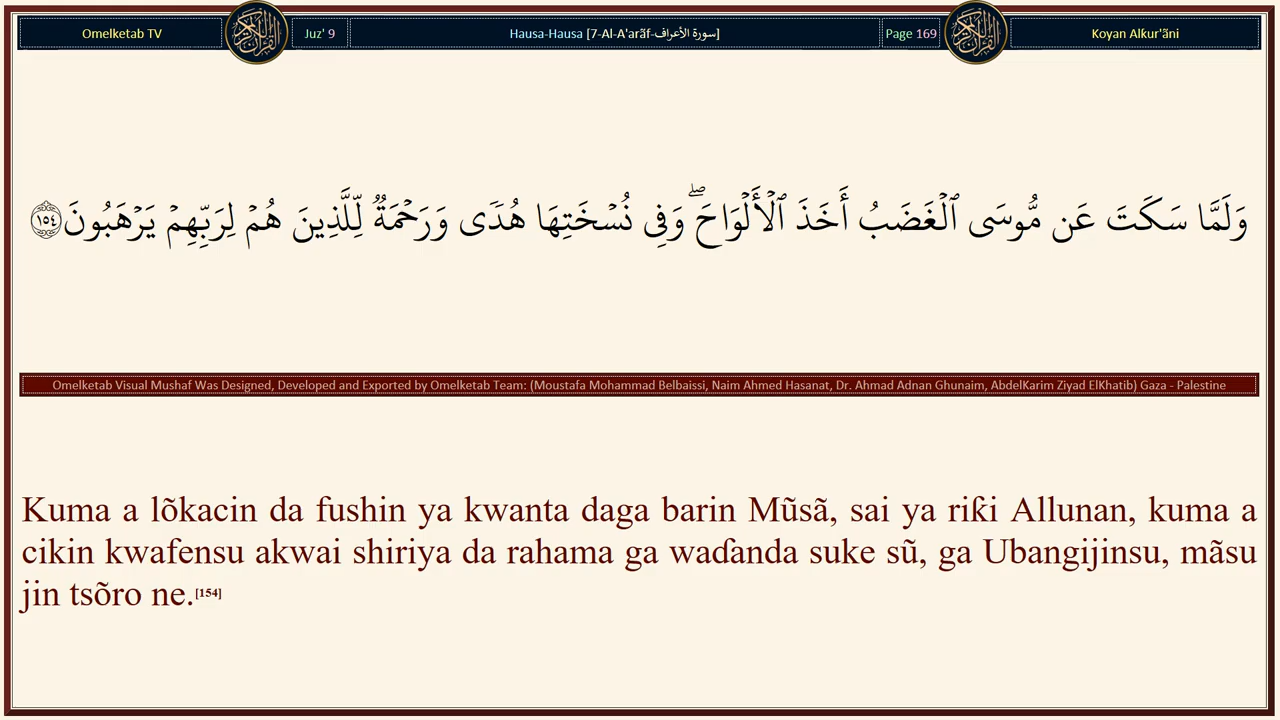 Omelketab TV
Juz' 9
Hausa-Hausa [7-Al-A'arãf-سورة الأعراف]
Page 169
Koyan Alƙur'ãni
وَلَمَّا سَكَتَ عَن مُّوسَى ٱلۡغَضَبُ أَخَذَ ٱلۡأَلۡوَاحَۖ وَفِي نُسۡخَتِهَا هُدٗى وَرَحۡمَةٞ لِّلَّذِينَ هُمۡ لِرَبِّهِمۡ يَرۡهَبُونَ ١٥٤
Omelketab Visual Mushaf Was Designed, Developed and Exported by Omelketab Team: (Moustafa Mohammad Belbaissi, Naim Ahmed Hasanat, Dr. Ahmad Adnan Ghunaim, AbdelKarim Ziyad ElKhatib) Gaza - Palestine
Kuma a lõkacin da fushin ya kwanta daga barin Mũsã, sai ya riƙi Allunan, kuma a
cikin kwafensu akwai shiriya da rahama ga waɗanda suke sũ, ga Ubangijinsu, mãsu
jin tsõro ne.[154]